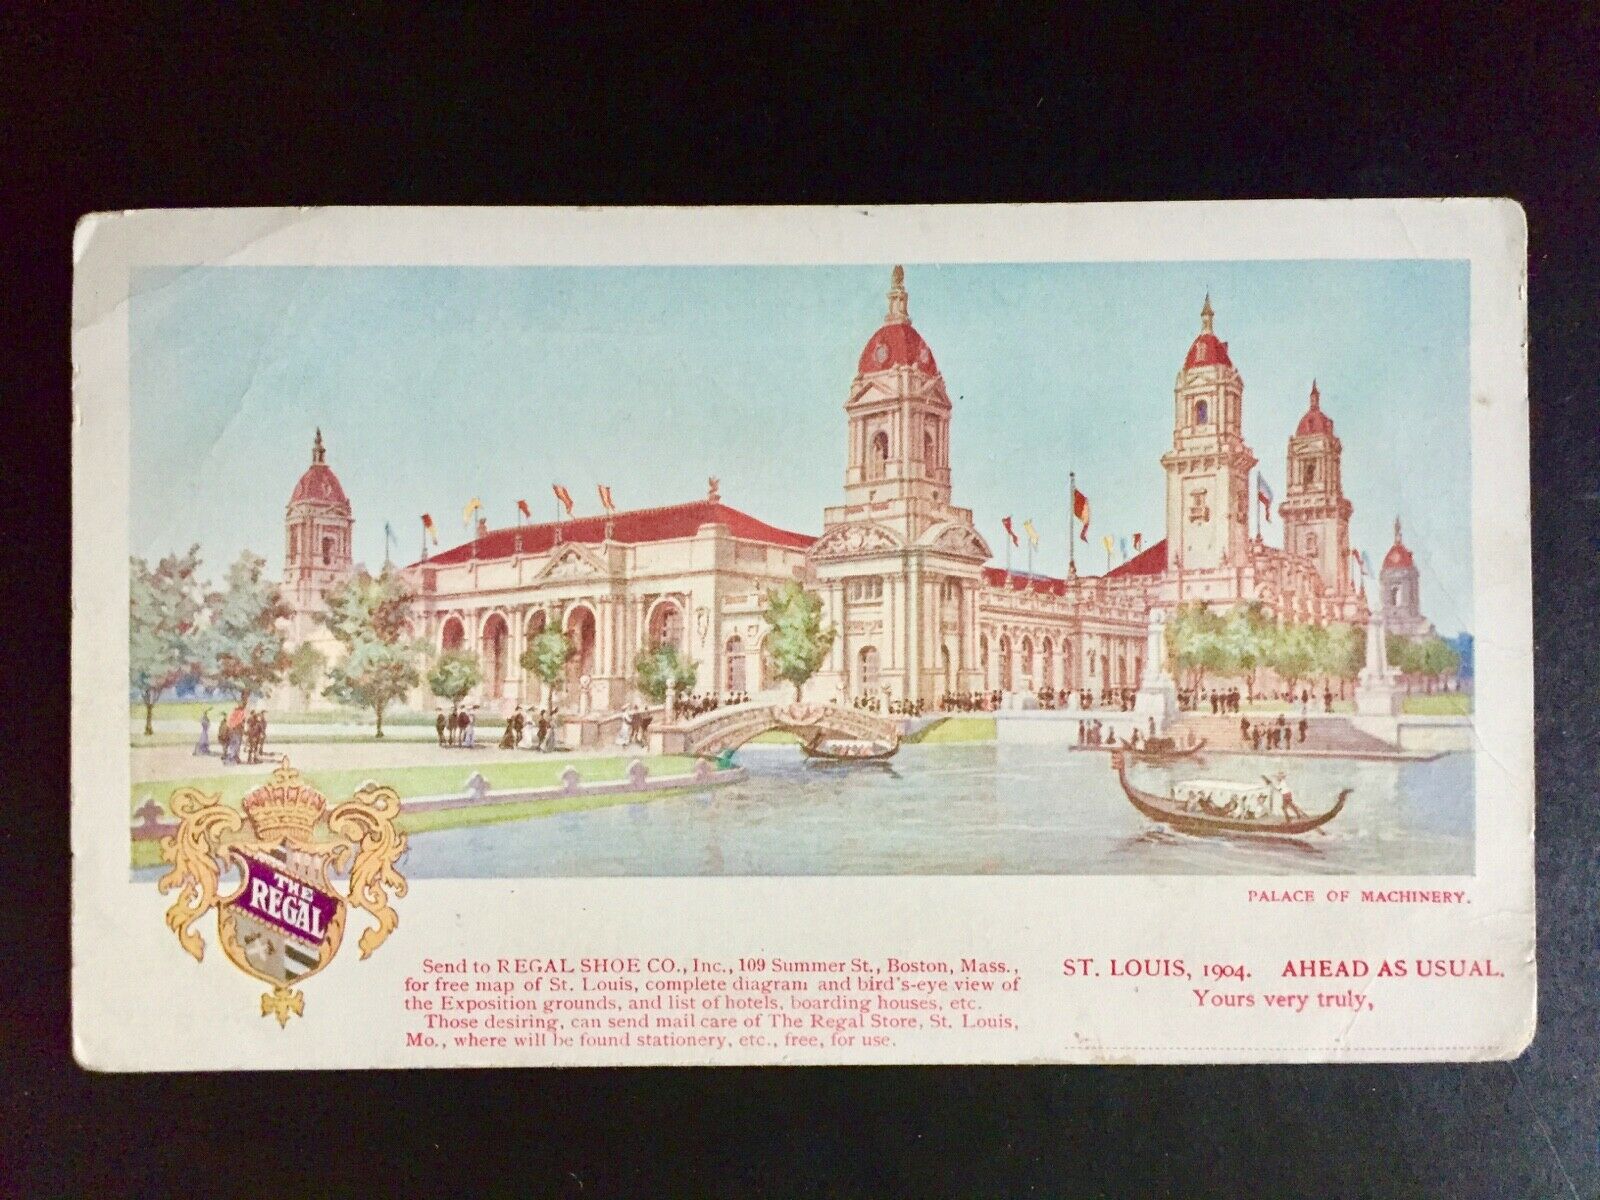 PALACE OF MACHINERY.
THE
REGAL
Send to REGAL SHOE CO., Inc., 109 Summer St., Boston, Mass.,
for free map of St. Louis, complete diagram and bird's-eye view of
the Exposition grounds, and list of hotels, boarding houses, etc.
Those desiring, can send mail care of The Regal Store, St. Louis,
Mo., where will be found stationery, etc., free, for use.
ST. LOUIS, 1904. AHEAD AS USUAL.
Yours very truly,